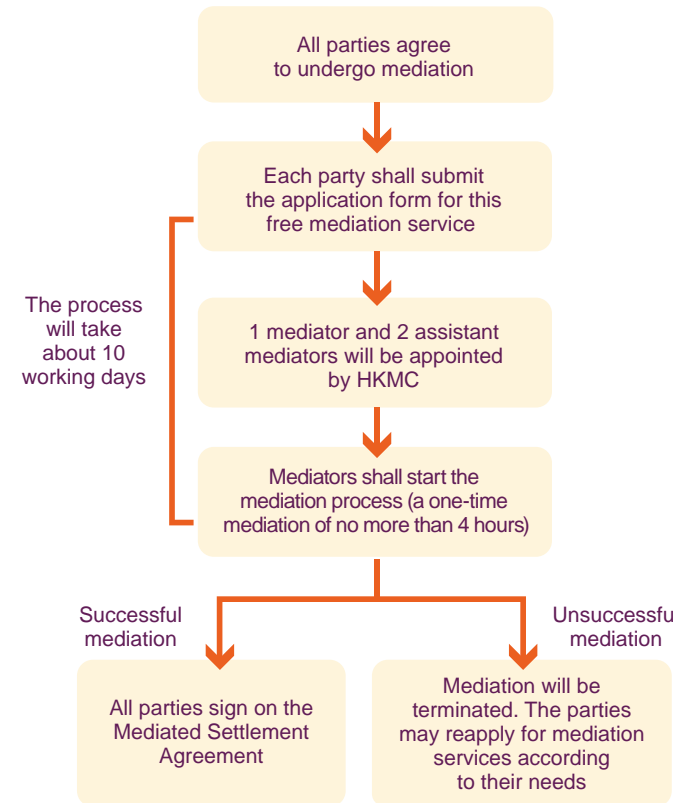 All parties agree
to undergo mediation
Each party shall submit
the application form for this
free mediation service
The process
will take
about 10
working days
1 mediator and 2 assistant
mediators will be appointed
by HKMC
Mediators shall start the
mediation process (a one-time
mediation of no more than 4 hours)
Successful
mediation
Unsuccessfu
mediation
All parties sign on the
Mediated Settlement
Agreement
Mediation will be
terminated. The parties
may reapply for mediation
services according
to their needs